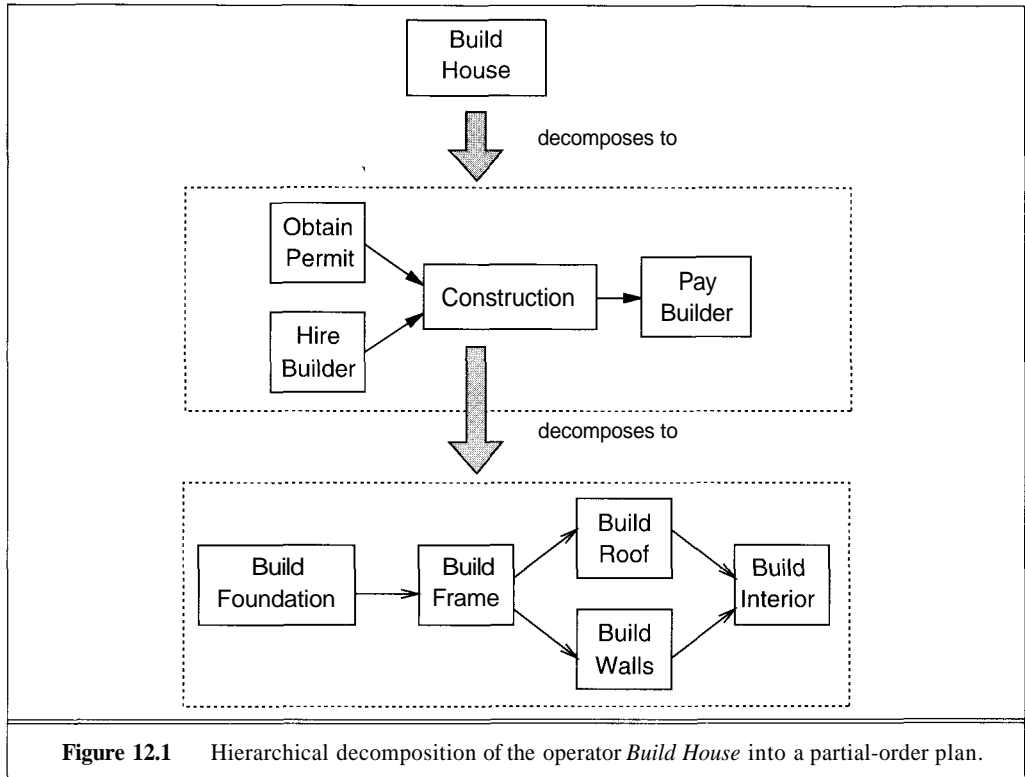 Build
House
decomposes to
Obtain
Permit
Construction
Pay
Builder
Hire
Builder
decomposes to
Build
Foundation
Build
Frame
Build
Roof
Build
Walls
Build
Interior
Figure 12.1 Hierarchical decomposition of the operator Build House into a partial-order plan.